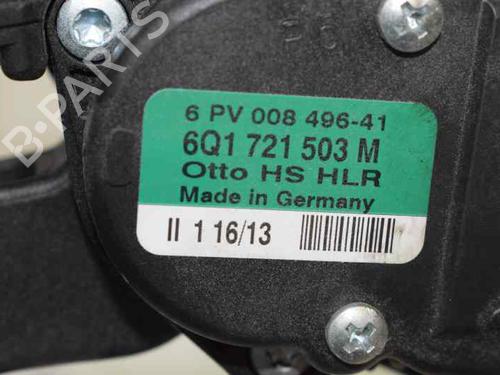 B-PARTS
6 PV 008 496-41
6Q1 721 503 M
Otto HS HLR
Made in Germany
II 1 16/13